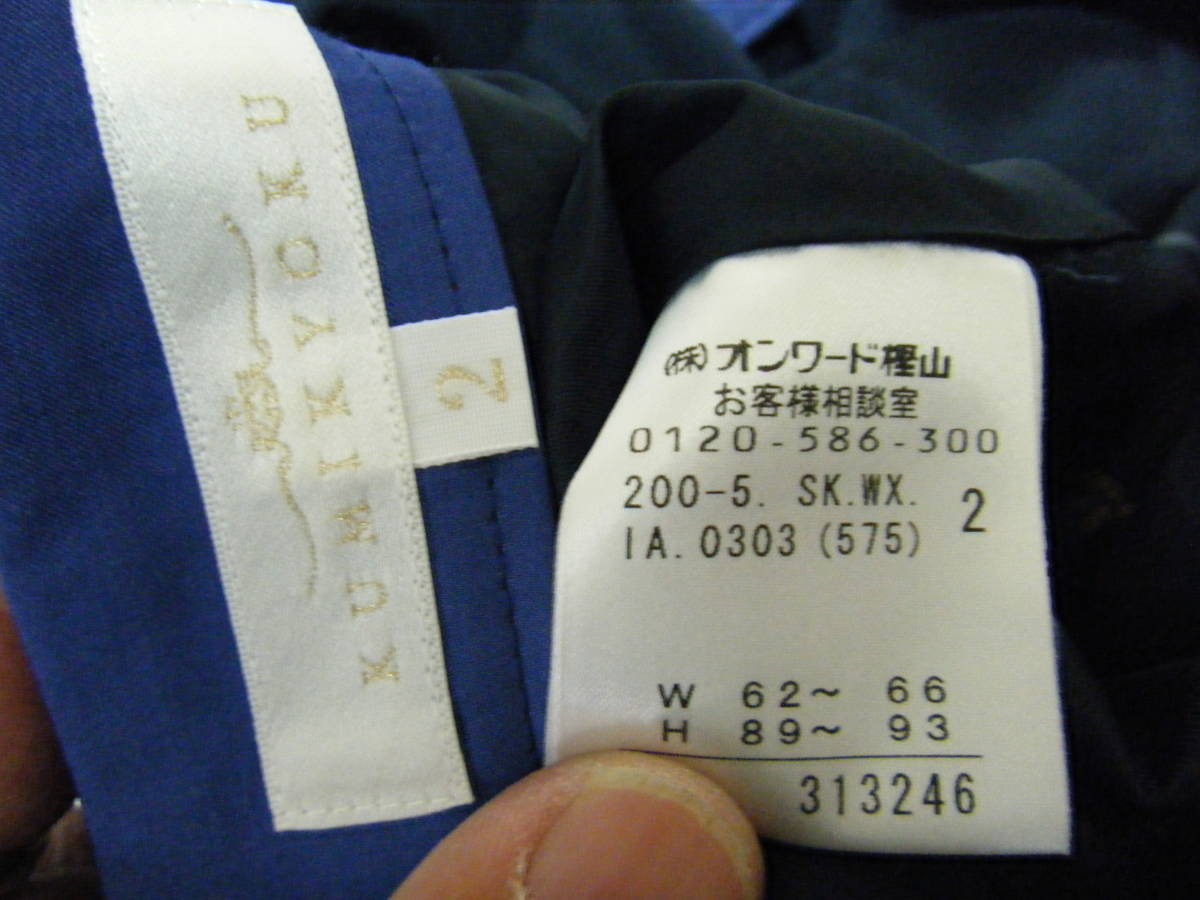 KUMIKYOKU
2
(株)オンワード樫山
お客様相談室
0120-586-300
200-5. SK.WX. 2
IA.0303 (575)
W 62〜 66
H 89〜 93
313246